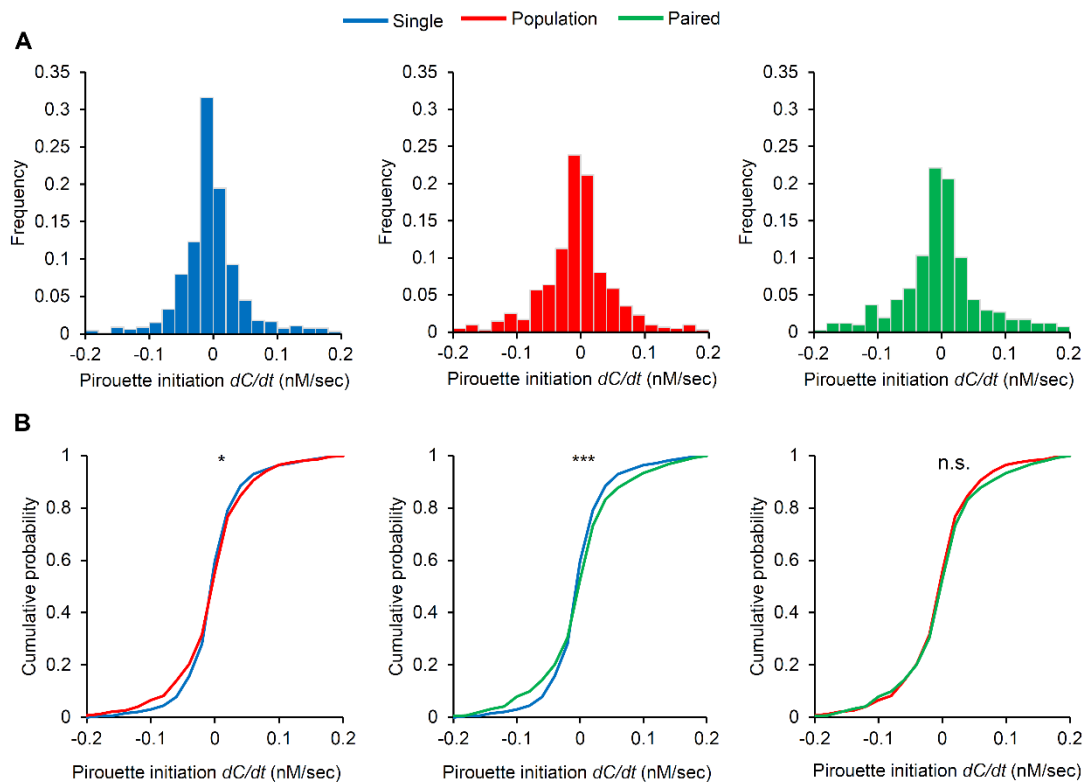 Single Population Paired
A
0.35 0.35 0.35
0.3 0.3 0.3
0.25 0.25 0.25
0.2 0.2 0.2
0.15 0.15 0.15
0.1 0.1 0.1
0.05 0.05 0.05
0 0 0
Frequency Frequency Frequency
-0.2 -0.1 0 0.1 0.2 -0.2 -0.1 0 0.1 0.2 -0.2 -0.1 0 0.1 0.2
Pirouette initiation dC/dt (nM/sec) Pirouette initiation dC/dt (nM/sec) Pirouette initiation dC/dt (nM/sec)
B
* *** n.s.
1 1 1
0.8 0.8 0.8
0.6 0.6 0.6
0.4 0.4 0.4
0.2 0.2 0.2
0 0 0
Cumulative probability Cumulative probability Cumulative probability
-0.2 -0.1 0 0.1 0.2 -0.2 -0.1 0 0.1 0.2 -0.2 -0.1 0 0.1 0.2
Pirouette initiation dC/dt (nM/sec) Pirouette initiation dC/dt (nM/sec) Pirouette initiation dC/dt (nM/sec)